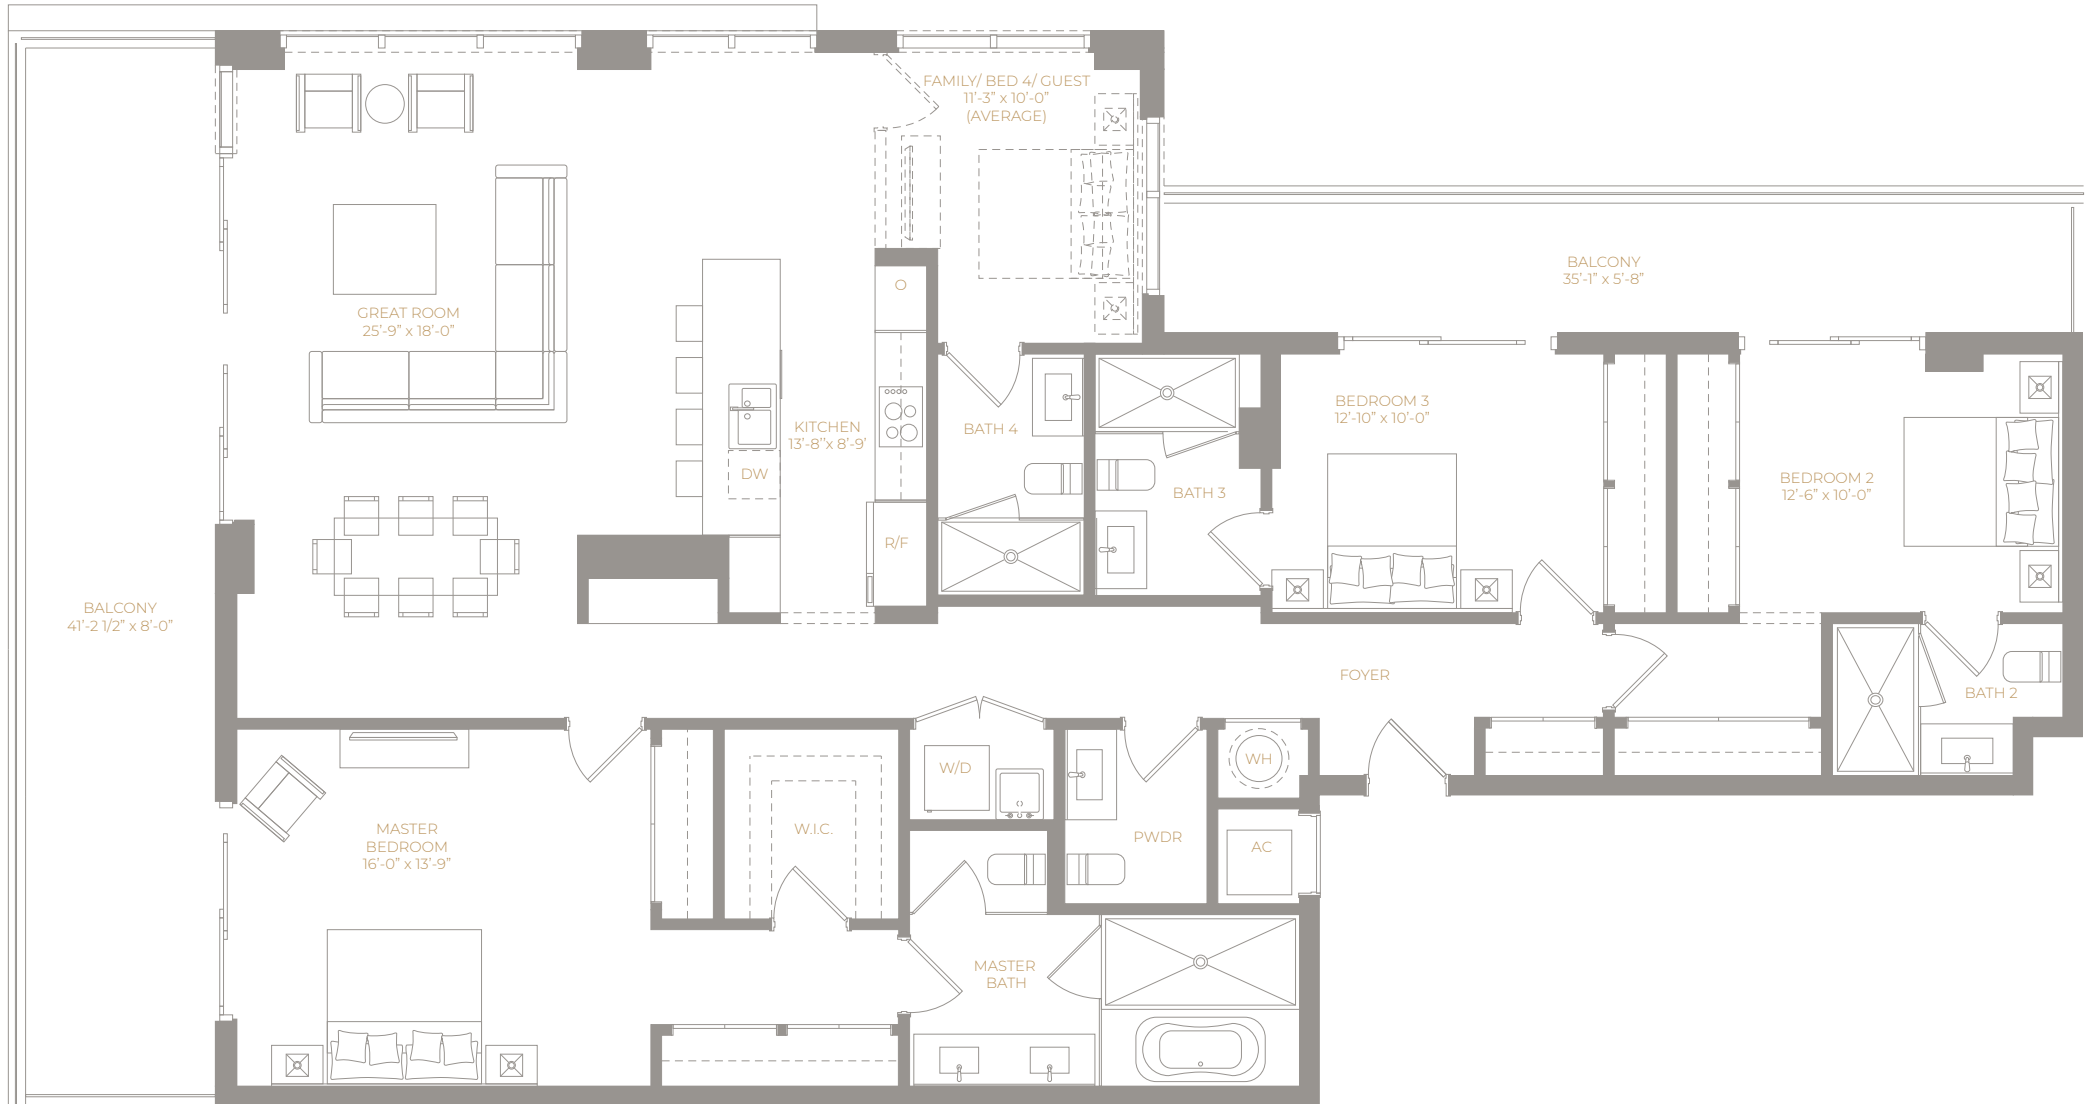 FAMILY/ BED 4/ GUEST
11'-3" x 10'-0"
(AVERAGE)
BALCONY
35'-1" x 5'-8"
O
GREAT ROOM
25'-9" x 18'-0"
BEDROOM 3
12'-10" x 10'-0"
KITCHEN
13'-8''x 8'-9'
BATH 4
DW
BEDROOM 2
12'-6" x 10'-0"
BATH 3
R/F
BALCONY
41'-2 1/2" x 8'-0"
FOYER
BATH 2
WH
W/D
MASTER
BEDROOM
16'-0" x 13'-9"
W.I.C.
PWDR
AC
MASTER
BATH